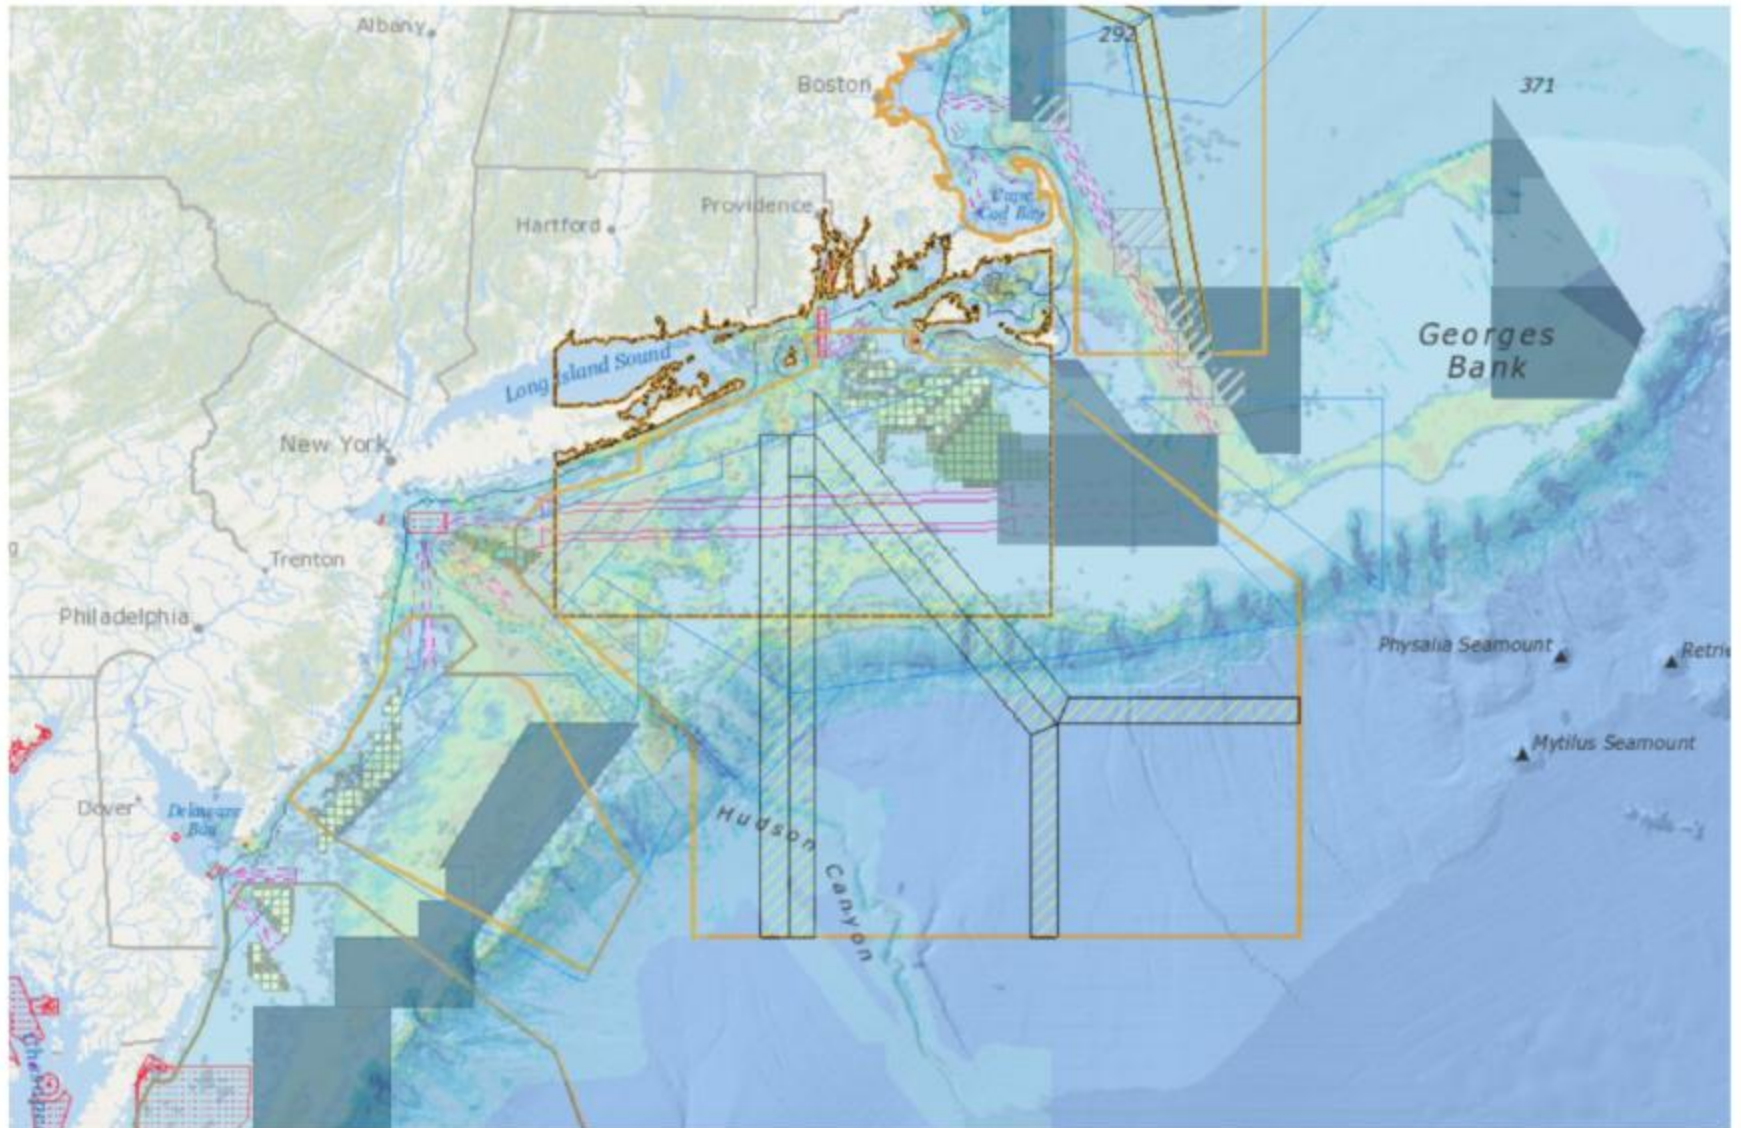 Albany
292
Boston
371
Providence
Cape
Cod Bay
Hartford
Georges
Bank
Long Island Sound
New York
Trenton
Philadelphia
Physalia Seamount
Retrie
Mytilus Seamount
Dover
Delaware
Bay
Hudson Canyon
g